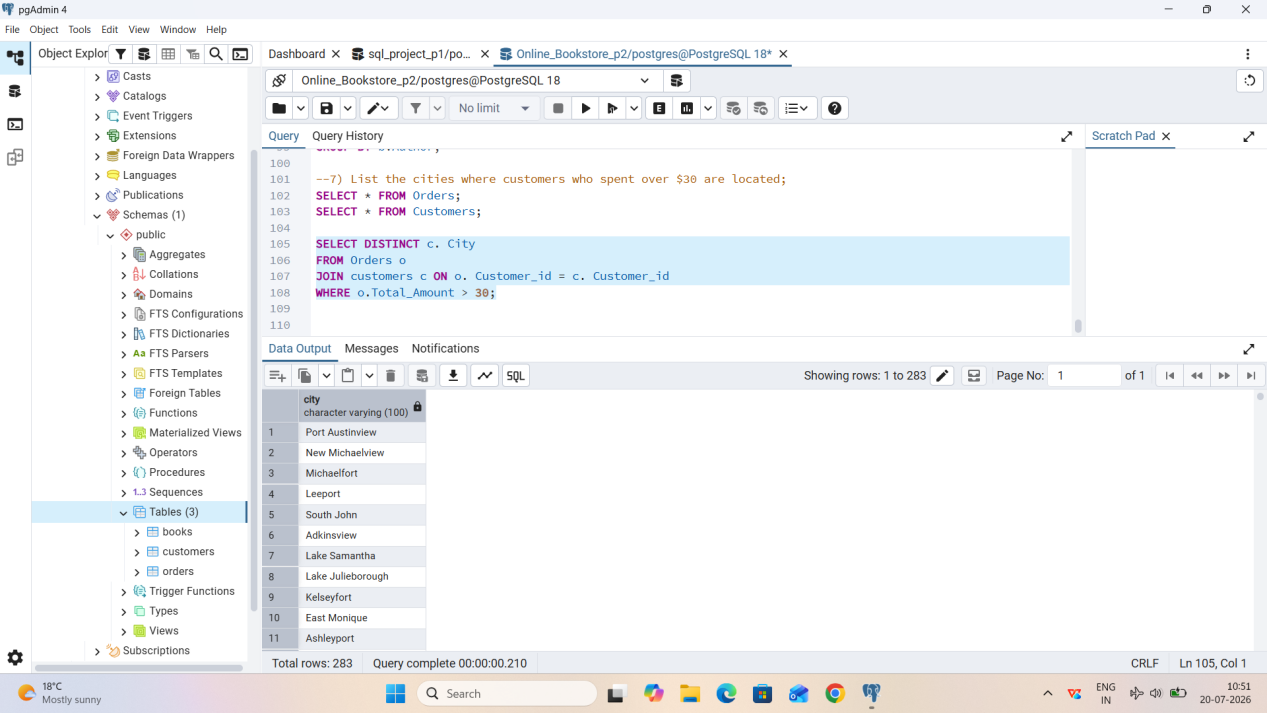 pgAdmin 4
File Object Tools Edit View Window Help
Object Explor
Dashboard
sql_project_p1/po...
Online_Bookstore_p2/postgres@PostgreSQL 18*
Online_Bookstore_p2/postgres@PostgreSQL 18
No limit
E
Query Query History
Scratch Pad
Casts
Catalogs
Event Triggers
Extensions
Foreign Data Wrappers
Languages
Publications
Schemas (1)
public
Aggregates
Collations
Domains
FTS Configurations
FTS Dictionaries
Aa FTS Parsers
FTS Templates
Foreign Tables
Functions
Materialized Views
Operators
Procedures
1..3 Sequences
Tables (3)
books
customers
orders
Trigger Functions
Types
Views
Subscriptions
100
101 --7) List the cities where customers who spent over $30 are located;
102 SELECT * FROM Orders;
103 SELECT * FROM Customers;
104
105 SELECT DISTINCT c. City
106 FROM Orders o
107 JOIN customers c ON o. Customer_id = c. Customer_id
108 WHERE o.Total_Amount > 30;
109
110
Data Output Messages Notifications
SQL
Showing rows: 1 to 283
Page No: 1 of 1
city
character varying (100)
1 Port Austinview
2 New Michaelview
3 Michaelfort
4 Leeport
5 South John
6 Adkinsview
7 Lake Samantha
8 Lake Julieborough
9 Kelseyfort
10 East Monique
11 Ashleyport
Total rows: 283 Query complete 00:00:00.210 CRLF Ln 105, Col 1
18°C
Mostly sunny
Search
ENG
IN
10:51
20-07-2026